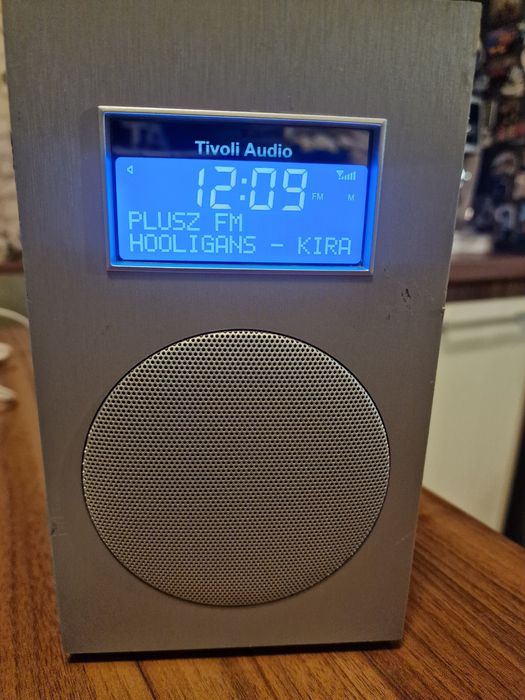 Tivoli Audio
12:09
FM M
PLUSZ FM
HOOLIGANS - KIRA